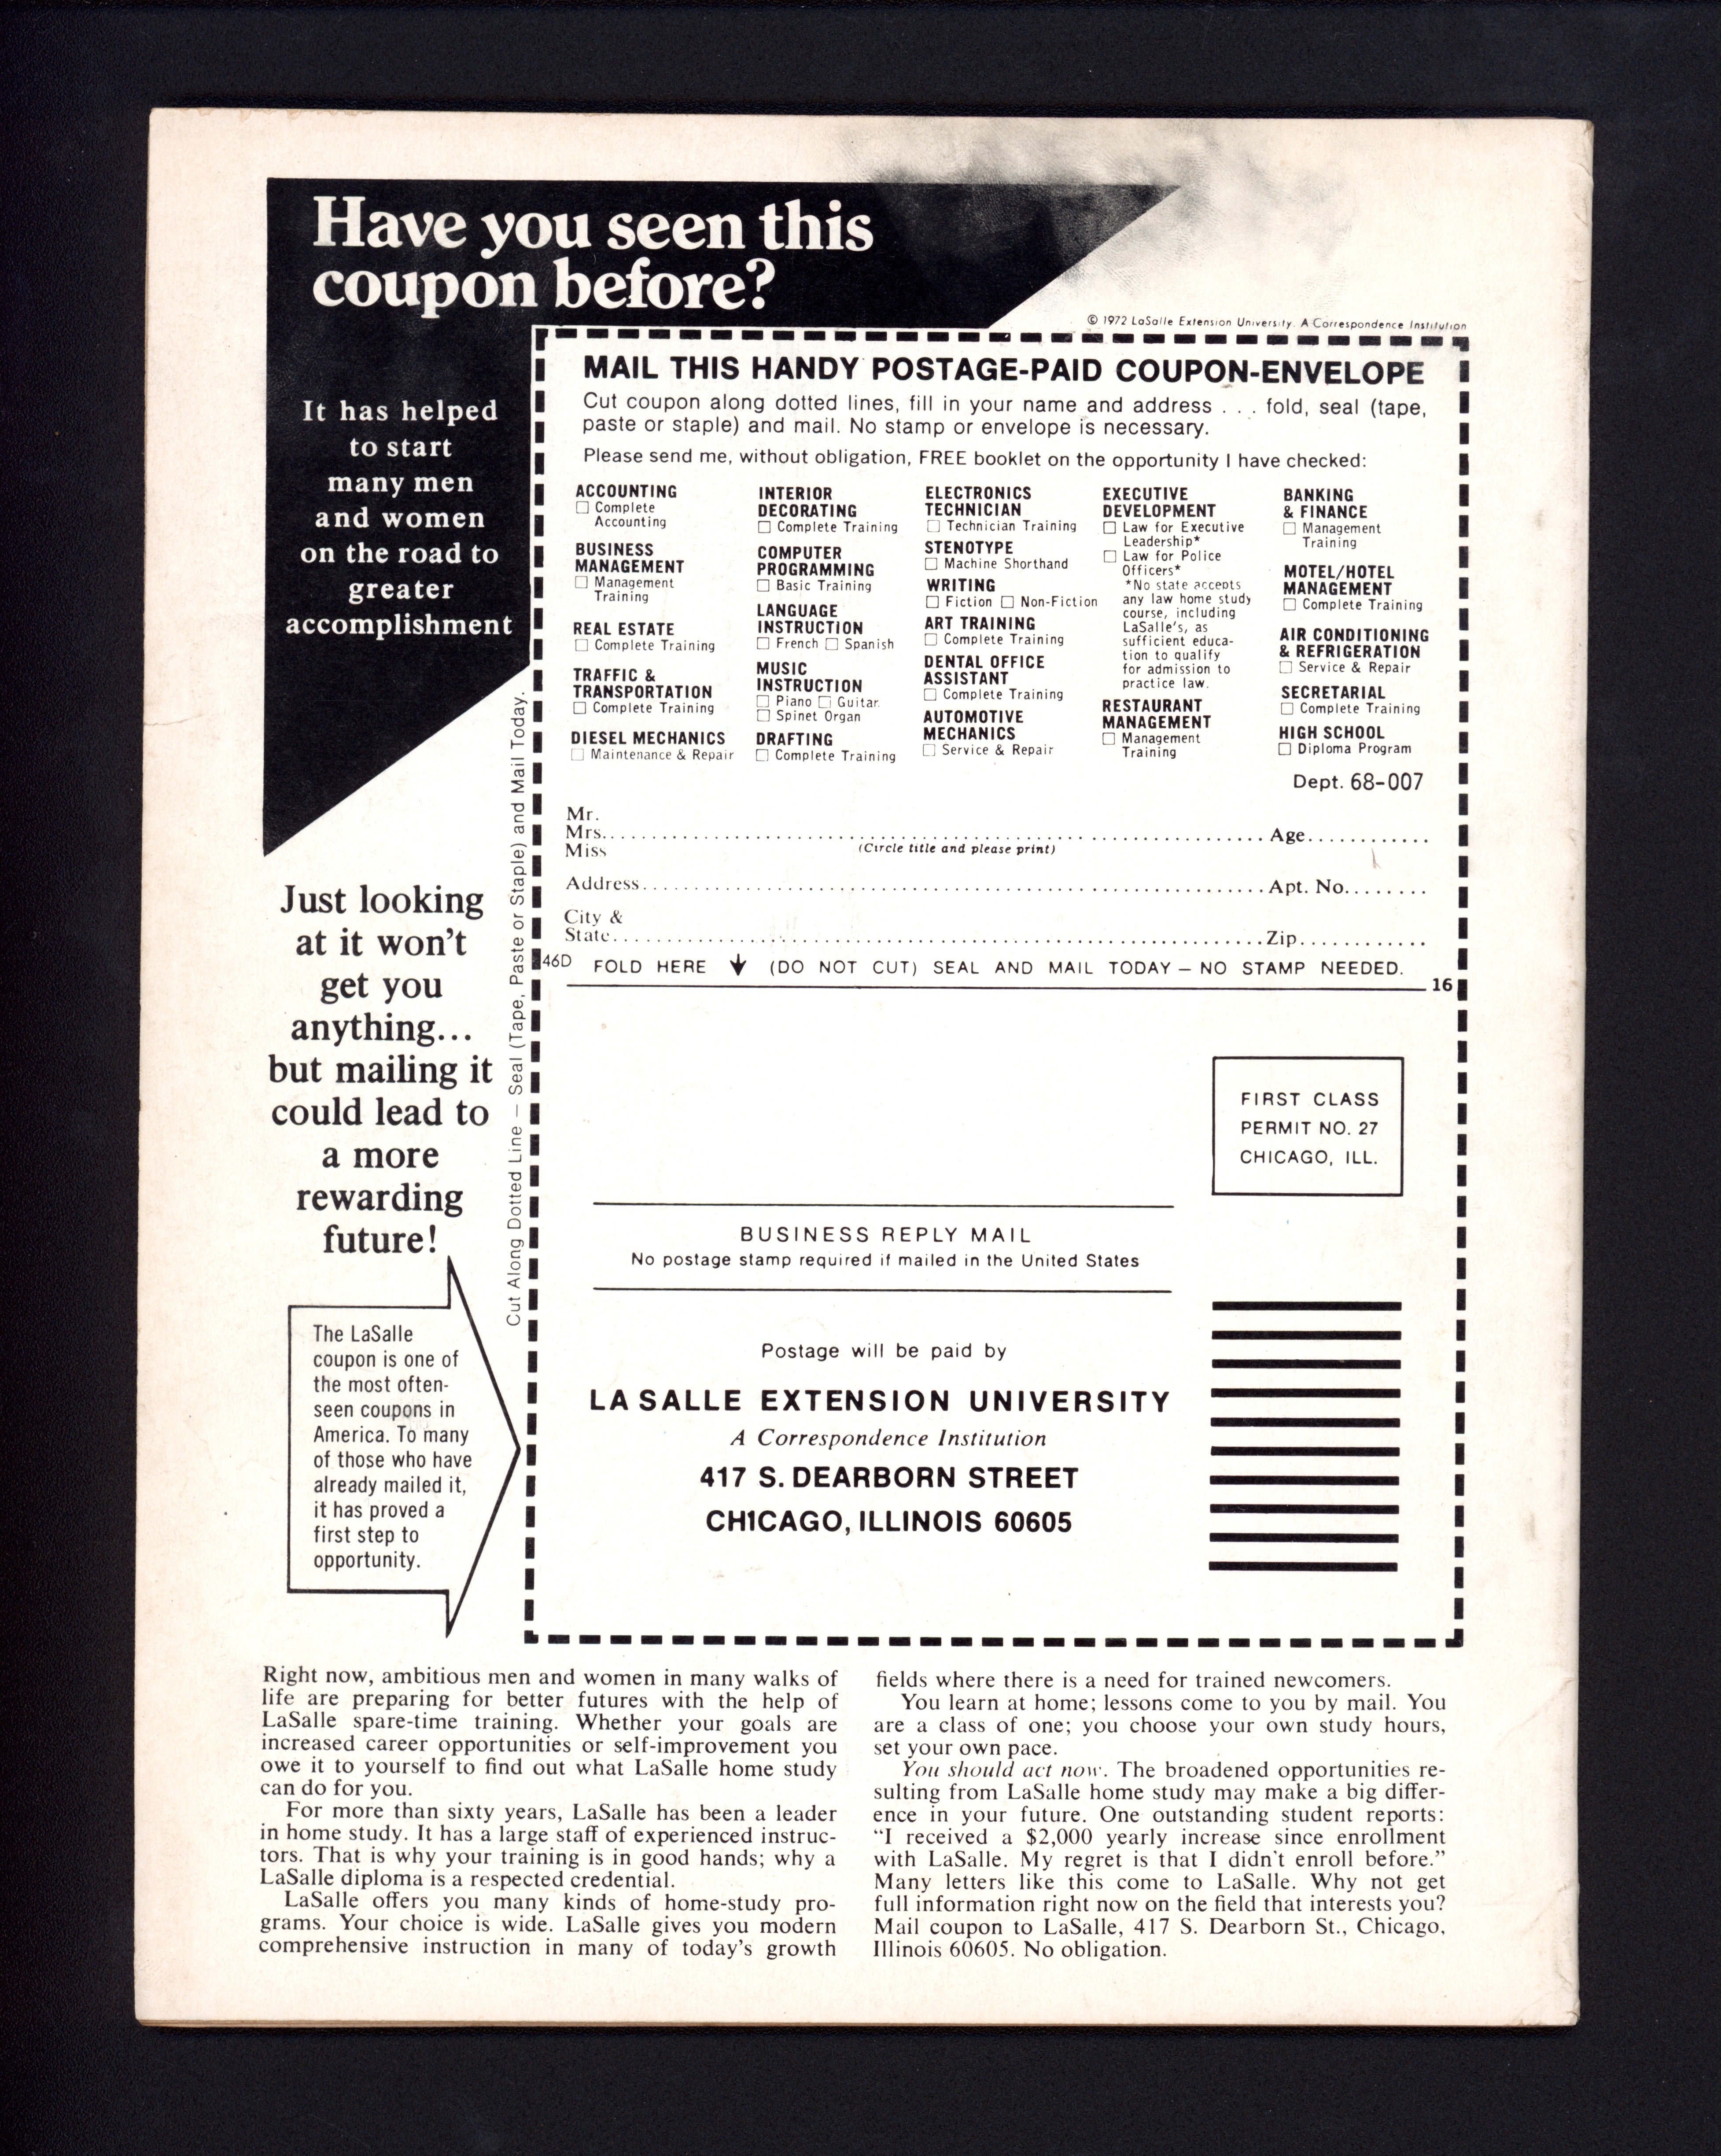 Have you seen this
coupon before?
© 1972 LaSalle Extension University. A Correspondence Institution
It has helped
to start
many men
and women
on the road to
greater
accomplishment
Just looking
at it won't
get you
anything...
but mailing it
could lead to
a more
rewarding
future!
The LaSalle
coupon is one of
the most often-
seen coupons in
America. To many
of those who have
already mailed it,
it has proved a
first step to
opportunity.
Cut Along Dotted Line – Seal (Tape, Paste or Staple) and Mail Today.
MAIL THIS HANDY POSTAGE-PAID COUPON-ENVELOPE
Cut coupon along dotted lines, fill in your name and address . . . fold, seal (tape,
paste or staple) and mail. No stamp or envelope is necessary.
Please send me, without obligation, FREE booklet on the opportunity I have checked:
ACCOUNTING
☐ Complete
Accounting
BUSINESS
MANAGEMENT
☐ Management
Training
REAL ESTATE
☐ Complete Training
TRAFFIC &
TRANSPORTATION
☐ Complete Training
DIESEL MECHANICS
☐ Maintenance & Repair
INTERIOR
DECORATING
☐ Complete Training
COMPUTER
PROGRAMMING
☐ Basic Training
LANGUAGE
INSTRUCTION
☐ French ☐ Spanish
MUSIC
INSTRUCTION
☐ Piano ☐ Guitar
☐ Spinet Organ
DRAFTING
☐ Complete Training
ELECTRONICS
TECHNICIAN
☐ Technician Training
STENOTYPE
☐ Machine Shorthand
WRITING
☐ Fiction ☐ Non-Fiction
ART TRAINING
☐ Complete Training
DENTAL OFFICE
ASSISTANT
☐ Complete Training
AUTOMOTIVE
MECHANICS
☐ Service & Repair
EXECUTIVE
DEVELOPMENT
☐ Law for Executive
Leadership*
☐ Law for Police
Officers*
*No state accepts
any law home study
course, including
LaSalle's, as
sufficient educa-
tion to qualify
for admission to
practice law.
RESTAURANT
MANAGEMENT
☐ Management
Training
BANKING
& FINANCE
☐ Management
Training
MOTEL/HOTEL
MANAGEMENT
☐ Complete Training
AIR CONDITIONING
& REFRIGERATION
☐ Service & Repair
SECRETARIAL
☐ Complete Training
HIGH SCHOOL
☐ Diploma Program
Dept. 68-007
Mr.
Mrs. Age
Miss (Circle title and please print)
Address Apt. No.
City &
State Zip
46D FOLD HERE ↓ (DO NOT CUT) SEAL AND MAIL TODAY – NO STAMP NEEDED.
16
FIRST CLASS
PERMIT NO. 27
CHICAGO, ILL.
BUSINESS REPLY MAIL
No postage stamp required if mailed in the United States
Postage will be paid by
LA SALLE EXTENSION UNIVERSITY
A Correspondence Institution
417 S. DEARBORN STREET
CHICAGO, ILLINOIS 60605
Right now, ambitious men and women in many walks of
life are preparing for better futures with the help of
LaSalle spare-time training. Whether your goals are
increased career opportunities or self-improvement you
owe it to yourself to find out what LaSalle home study
can do for you.
For more than sixty years, LaSalle has been a leader
in home study. It has a large staff of experienced instruc-
tors. That is why your training is in good hands; why a
LaSalle diploma is a respected credential.
LaSalle offers you many kinds of home-study pro-
grams. Your choice is wide. LaSalle gives you modern
comprehensive instruction in many of today's growth
fields where there is a need for trained newcomers.
You learn at home; lessons come to you by mail. You
are a class of one; you choose your own study hours,
set your own pace.
You should act now. The broadened opportunities re-
sulting from LaSalle home study may make a big differ-
ence in your future. One outstanding student reports:
"I received a $2,000 yearly increase since enrollment
with LaSalle. My regret is that I didn't enroll before."
Many letters like this come to LaSalle. Why not get
full information right now on the field that interests you?
Mail coupon to LaSalle, 417 S. Dearborn St., Chicago,
Illinois 60605. No obligation.